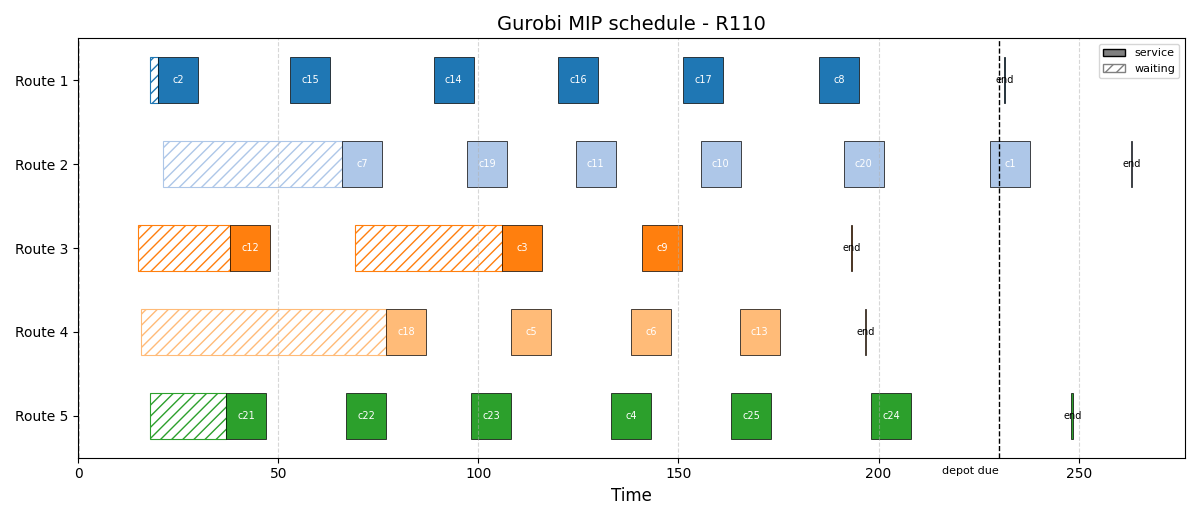 Gurobi MIP schedule - R110
service
waiting
Route 1
c2
c15
c14
c16
c17
c8
end
Route 2
c7
c19
c11
c10
c20
c1
end
Route 3
c12
c3
c9
end
Route 4
c18
c5
c6
c13
end
Route 5
c21
c22
c23
c4
c25
c24
end
depot due
0
50
100
150
200
250
Time